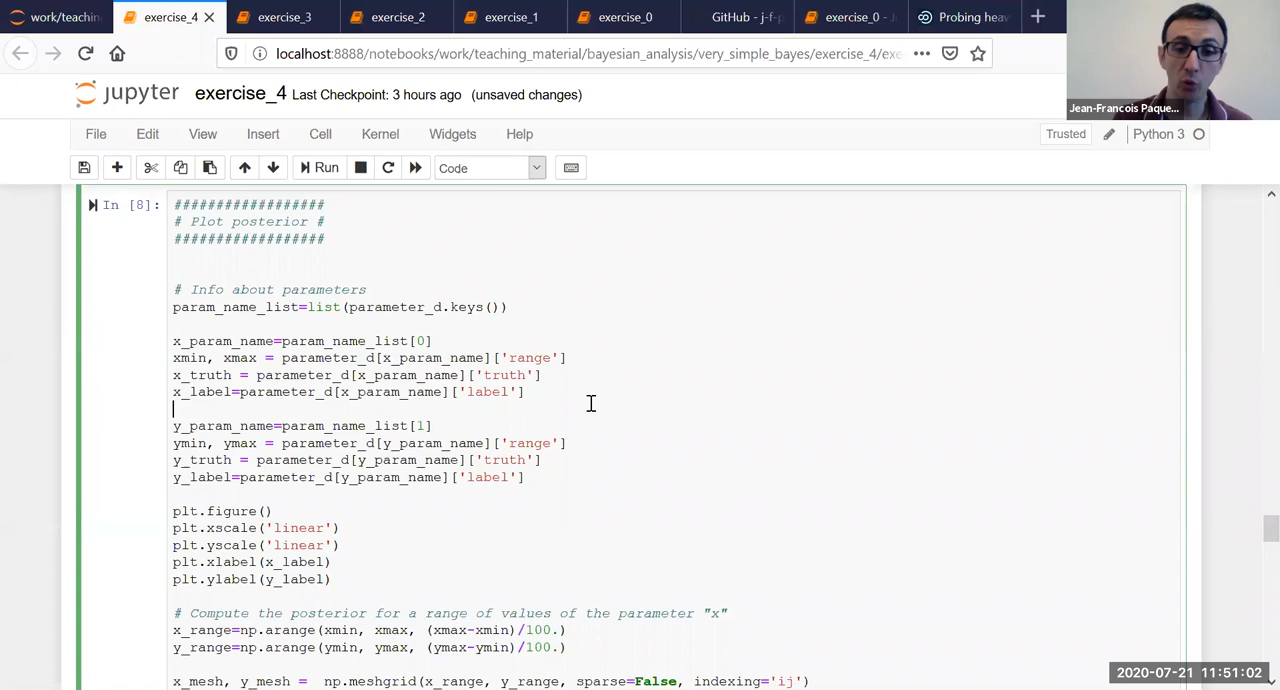 work/teachin
exercise_4
exercise_3
exercise_2
exercise_1
exercise_0
GitHub - j-f-p
exercise_0 - J
Probing hea
localhost:8888/notebooks/work/teaching_material/bayesian_analysis/very_simple_bayes/exercise_4/exe
Jean-Francois Paque...
jupyter exercise_4 Last Checkpoint: 3 hours ago (unsaved changes)
File Edit View Insert Cell Kernel Widgets Help
Trusted Python 3
Run Code
In [8]:
##################
# Plot posterior #
##################
# Info about parameters
param_name_list=list(parameter_d.keys())
x_param_name=param_name_list[0]
xmin, xmax = parameter_d[x_param_name]['range']
x_truth = parameter_d[x_param_name]['truth']
x_label=parameter_d[x_param_name]['label']
y_param_name=param_name_list[1]
ymin, ymax = parameter_d[y_param_name]['range']
y_truth = parameter_d[y_param_name]['truth']
y_label=parameter_d[y_param_name]['label']
plt.figure()
plt.xscale('linear')
plt.yscale('linear')
plt.xlabel(x_label)
plt.ylabel(y_label)
# Compute the posterior for a range of values of the parameter "x"
x_range=np.arange(xmin, xmax, (xmax-xmin)/100.)
y_range=np.arange(ymin, ymax, (ymax-ymin)/100.)
x_mesh, y_mesh = np.meshgrid(x_range, y_range, sparse=False, indexing='ij')
2020-07-21 11:51:02